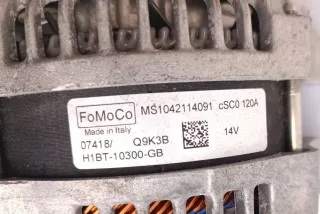 FoMoCo MS1042114091 cSC0 120A
Made in Italy
07418/ Q9K3B 14V
H1BT-10300-GB